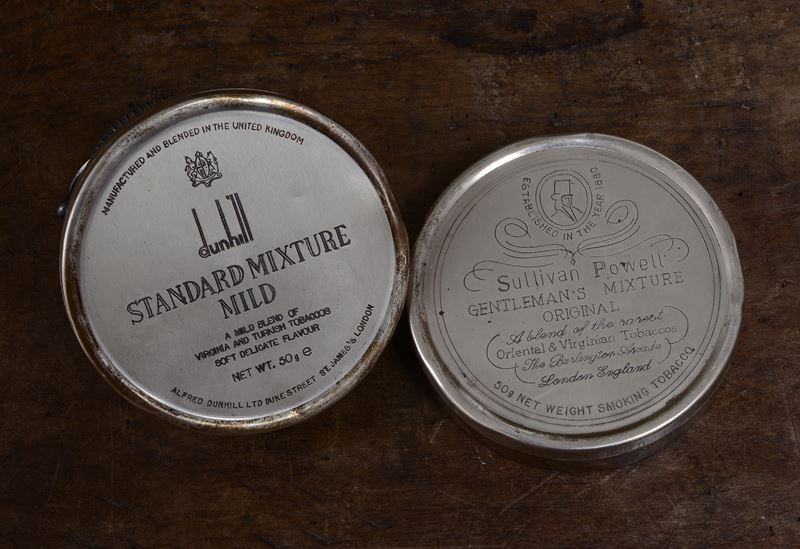 MANUFACTURED AND BLENDED IN THE UNITED KINGDOM
dunhill
STANDARD MIXTURE
MILD
A MILD BLEND OF
VIRGINIA AND TURKISH TOBACCOS
SOFT DELICATE FLAVOUR
NET WT. 50g e
ALFRED DUNHILL LTD DUKE STREET ST. JAMES'S LONDON
ESTABLISHED IN THE YEAR 1960
Sullivan Powell
GENTLEMAN'S MIXTURE
ORIGINAL
A blend of the rarest
Oriental & Virginian Tobaccos
The Burlington Arcade
London England
50g NET WEIGHT SMOKING TOBACCO